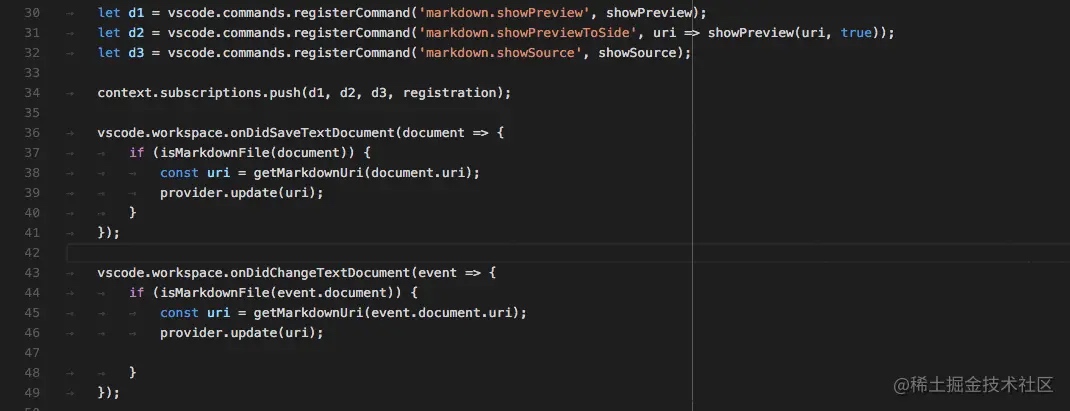 30 → let d1 = vscode.commands.registerCommand('markdown.showPreview', showPreview);
31 → let d2 = vscode.commands.registerCommand('markdown.showPreviewToSide', uri => showPreview(uri, true));
32 → let d3 = vscode.commands.registerCommand('markdown.showSource', showSource);
33
34 → context.subscriptions.push(d1, d2, d3, registration);
35
36 → vscode.workspace.onDidSaveTextDocument(document => {
37 → → if (isMarkdownFile(document)) {
38 → → → const uri = getMarkdownUri(document.uri);
39 → → → provider.update(uri);
40 → → }
41 → });
42
43 → vscode.workspace.onDidChangeTextDocument(event => {
44 → → if (isMarkdownFile(event.document)) {
45 → → → const uri = getMarkdownUri(event.document.uri);
46 → → → provider.update(uri);
47
48 → → }
49 → });
@稀土掘金技术社区